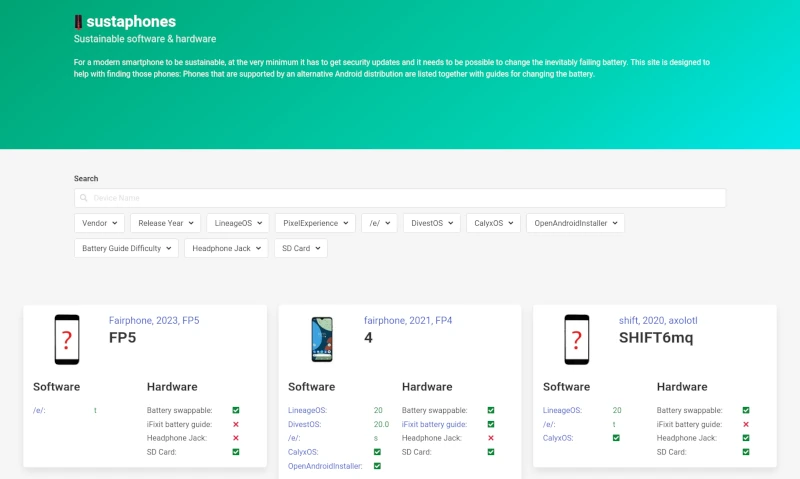 sustaphones
Sustainable software & hardware
For a modern smartphone to be sustainable, at the very minimum it has to get security updates and it needs to be possible to change the inevitably failing battery. This site is designed to
help with finding those phones: Phones that are supported by an alternative Android distribution are listed together with guides for changing the battery.
Search
Device Name
Vendor
Release Year
LineageOS
PixelExperience
/e/
DivestOS
CalyxOS
OpenAndroidInstaller
Battery Guide Difficulty
Headphone Jack
SD Card
?
Fairphone, 2023, FP5
FP5
Software
/e/: t
Hardware
Battery swappable:
iFixit battery guide:
Headphone Jack:
SD Card:
fairphone, 2021, FP4
4
Software
LineageOS: 20
DivestOS: 20.0
/e/: s
CalyxOS:
OpenAndroidInstaller:
Hardware
Battery swappable:
iFixit battery guide:
Headphone Jack:
SD Card:
?
shift, 2020, axolotl
SHIFT6mq
Software
LineageOS: 20
/e/: t
CalyxOS:
Hardware
Battery swappable:
iFixit battery guide:
Headphone Jack:
SD Card: